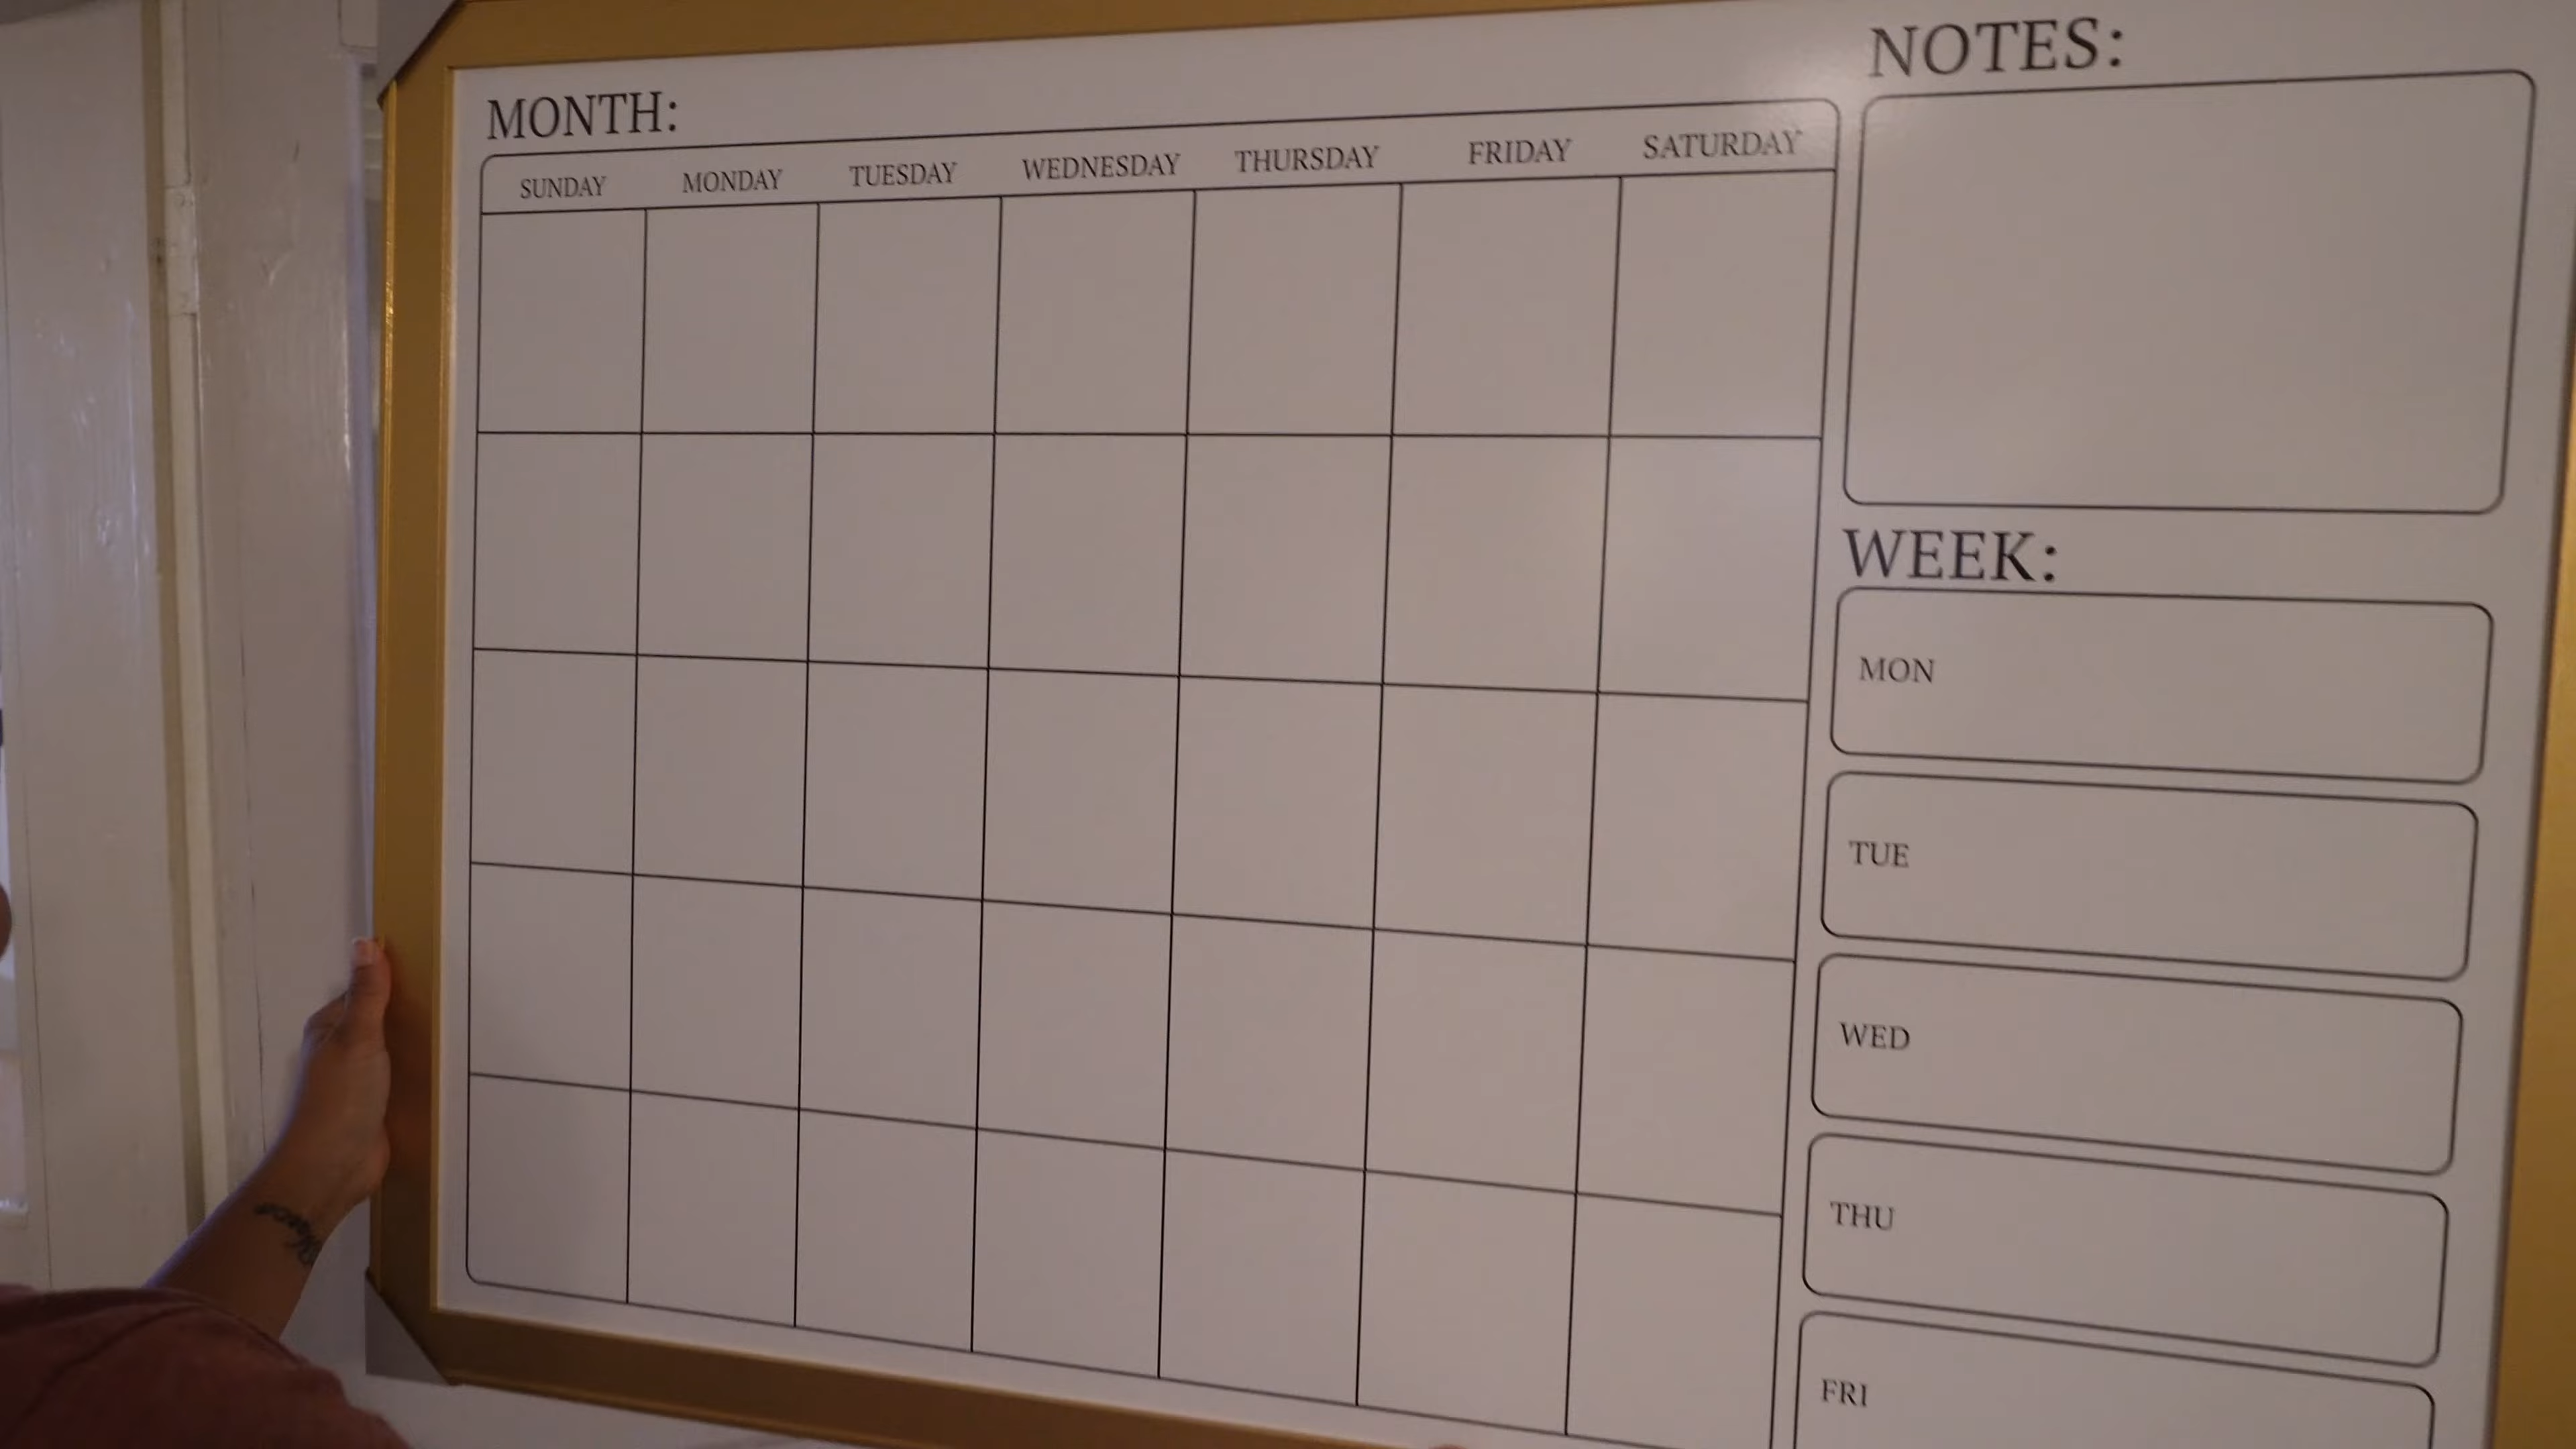 MONTH:
SUNDAY MONDAY TUESDAY WEDNESDAY THURSDAY FRIDAY SATURDAY
NOTES:
WEEK:
MON
TUE
WED
THU
FRI